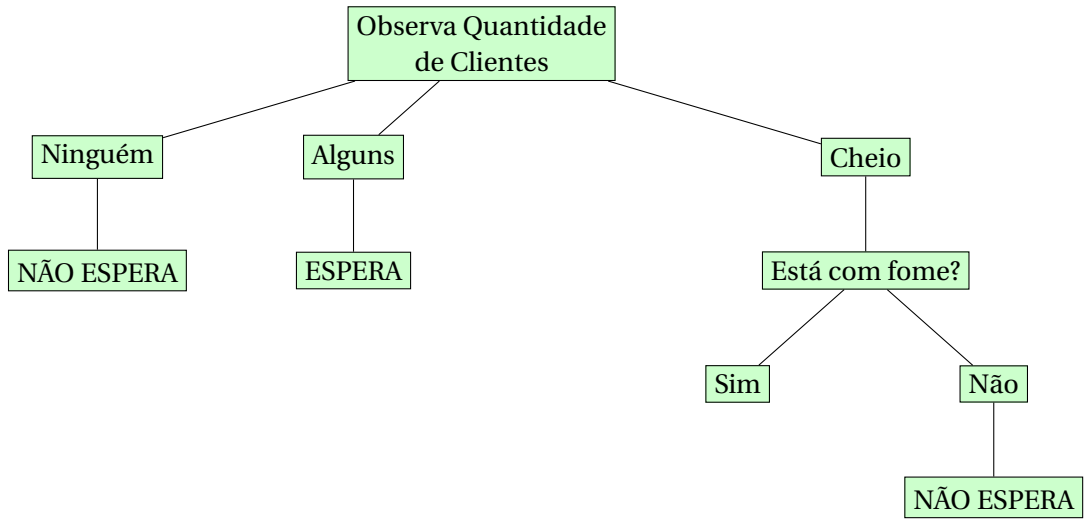 Observa Quantidade
de Clientes
Ninguém
Alguns
Cheio
NÃO ESPERA
ESPERA
Está com fome?
Sim
Não
NÃO ESPERA